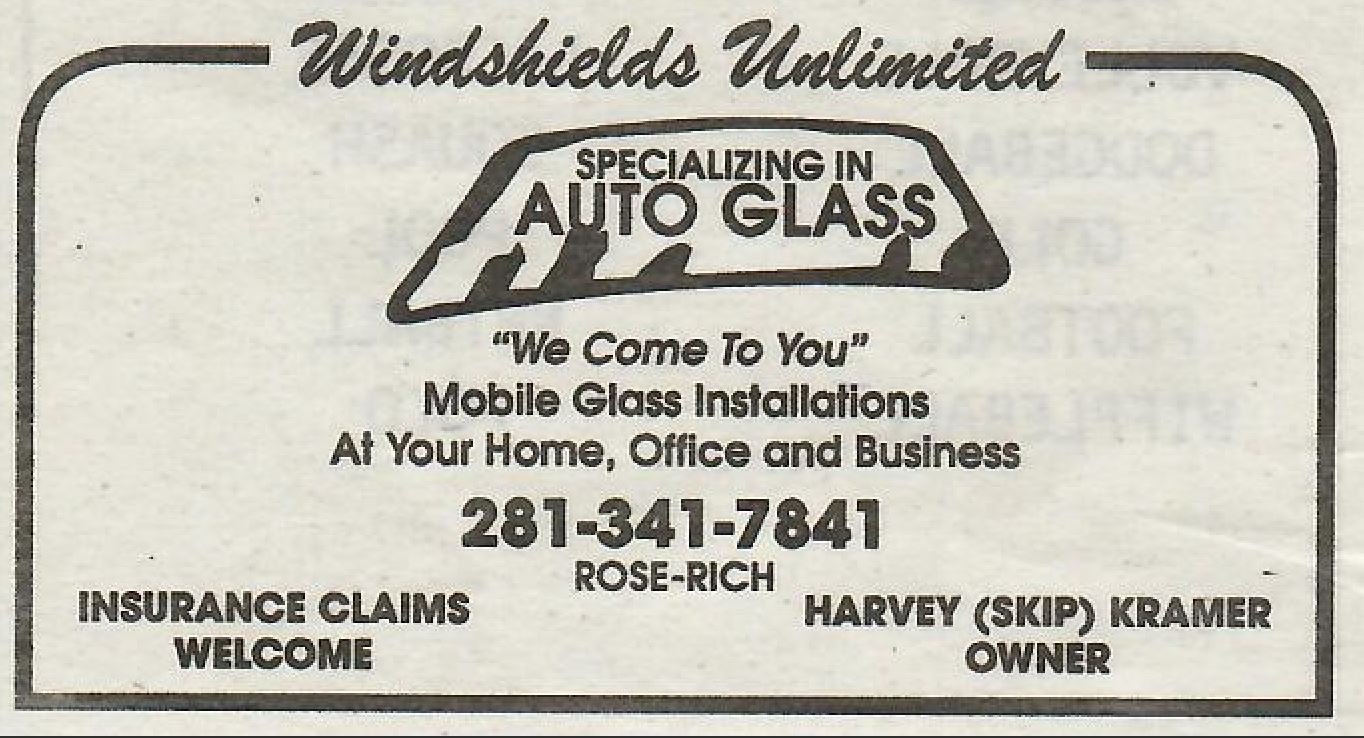 Windshields Unlimited
SPECIALIZING IN
AUTO GLASS
"We Come To You"
Mobile Glass Installations
At Your Home, Office and Business
281-341-7841
ROSE-RICH
INSURANCE CLAIMS
WELCOME
HARVEY (SKIP) KRAMER
OWNER